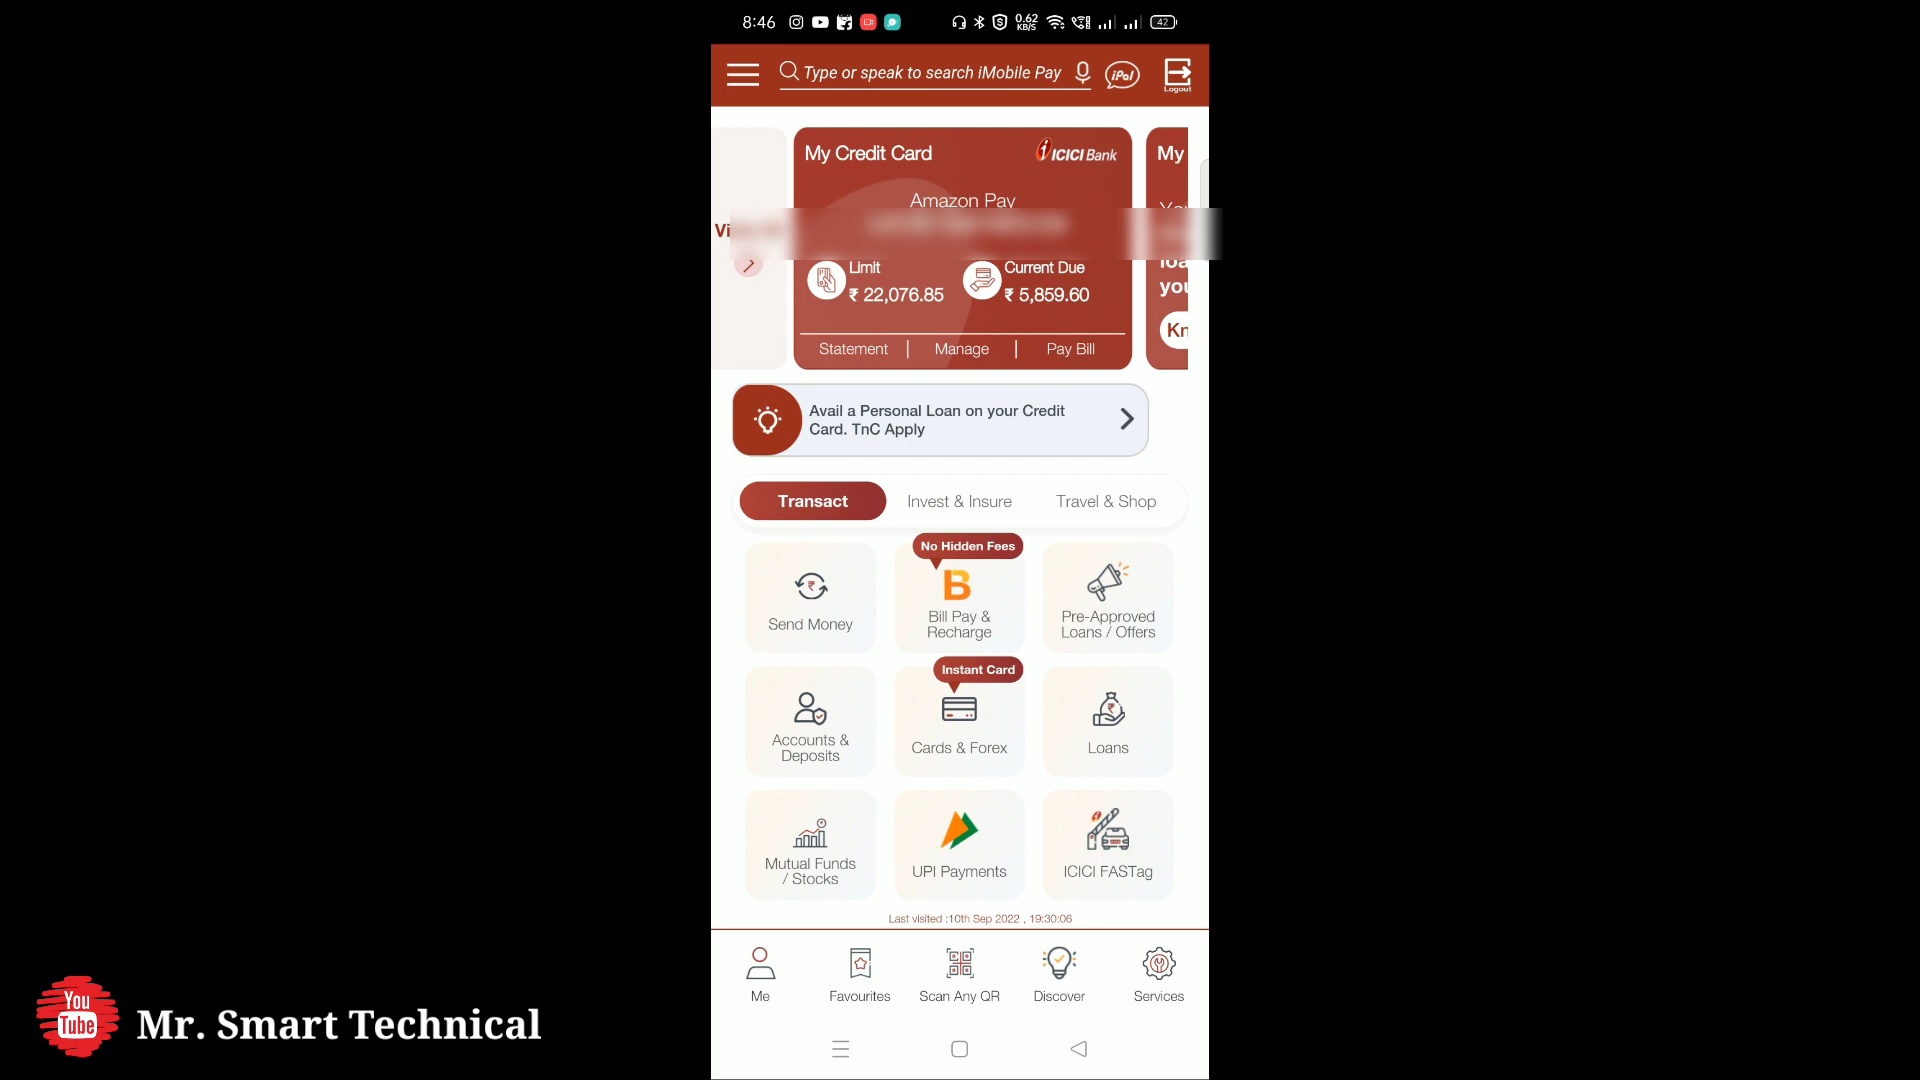 8:46
0.62
KB/S
42
Type or speak to search iMobile Pay
iPal
Logout
My Credit Card
ICICI Bank
My
Amazon Pay
Limit
₹ 22,076.85
Current Due
₹ 5,859.60
loa
you
Kn
Statement | Manage | Pay Bill
Avail a Personal Loan on your Credit
Card. TnC Apply
Transact
Invest & Insure
Travel & Shop
No Hidden Fees
Send Money
B
Bill Pay &
Recharge
Pre-Approved
Loans / Offers
Instant Card
Accounts &
Deposits
Cards & Forex
Loans
Mutual Funds
/ Stocks
UPI Payments
ICICI FASTag
Last visited :10th Sep 2022 , 19:30:06
Me
Favourites
Scan Any QR
Discover
Services
You
Tube
Mr. Smart Technical